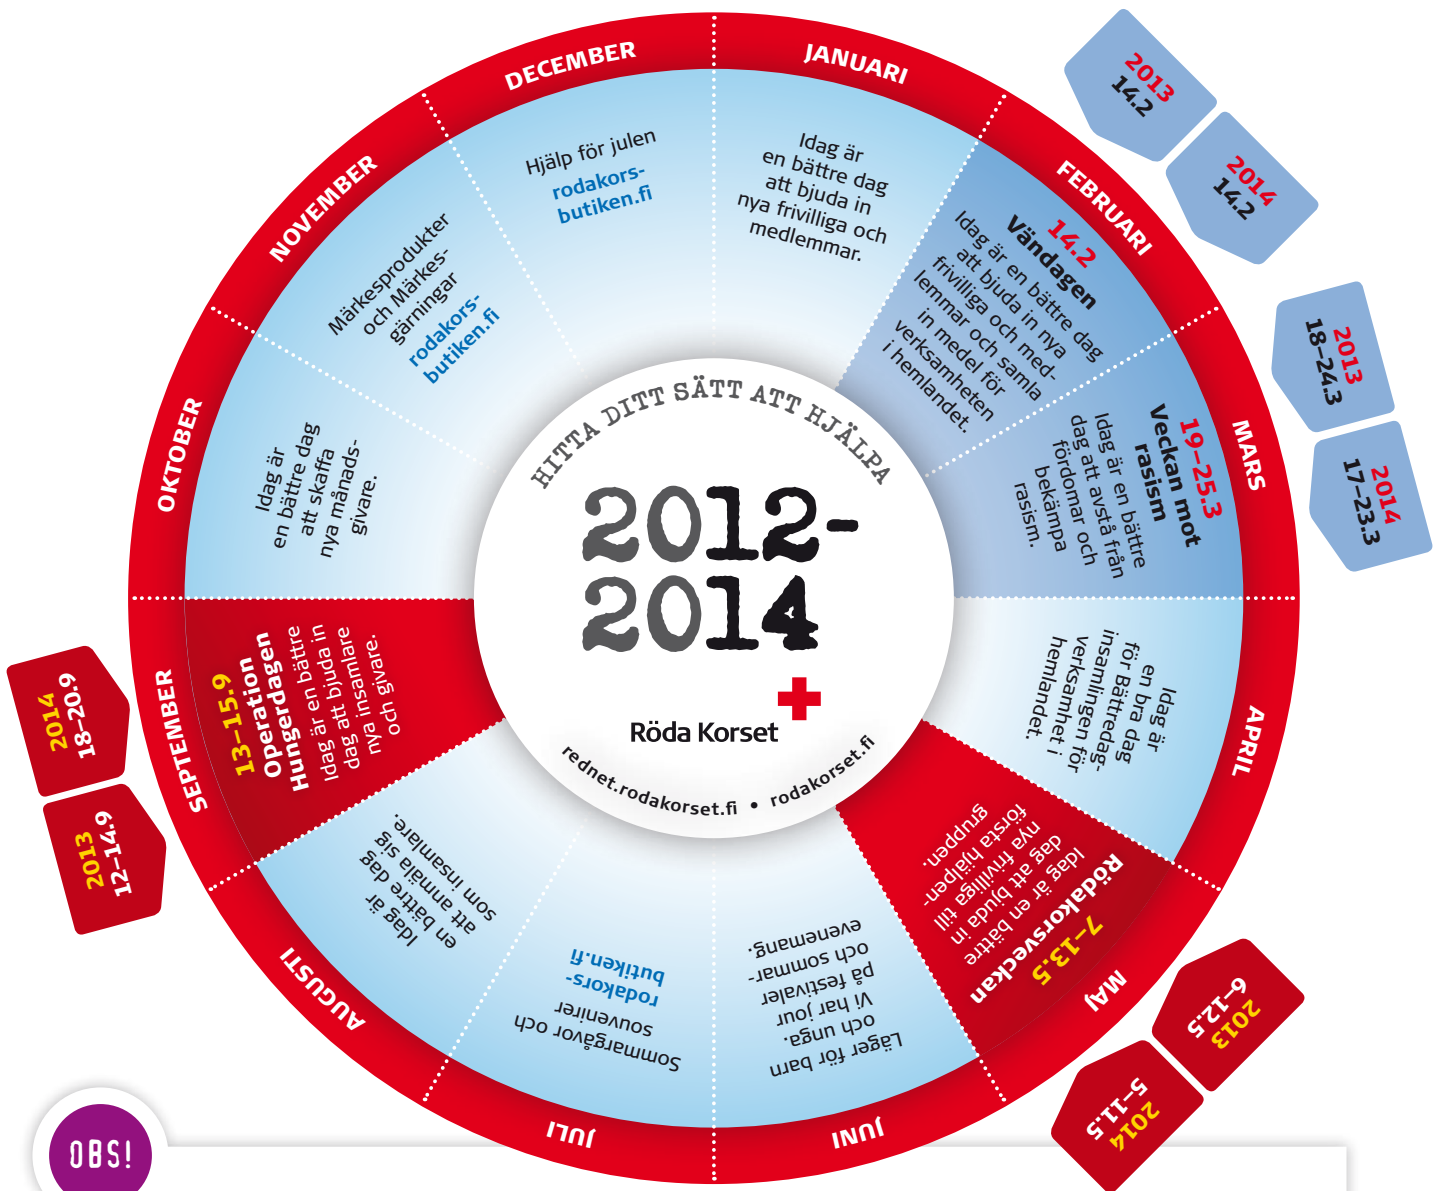 HITTA DITT SÄTT ATT HJÄLPA
2012-
2014
Röda Korset
rednet.rodakorset.fi • rodakorset.fi
JANUARI
Idag är
en bättre dag
att bjuda in
nya frivilliga och
medlemmar.
FEBRUARI
14.2
Vändagen
Idag är en bättre dag
att bjuda in nya
frivilliga och med-
lemmar och samla
in medel för
verksamheten
i hemlandet.
2013
14.2
2014
14.2
MARS
19–25.3
Veckan mot
rasism
Idag är en bättre
dag att avstå från
fördomar och
bekämpa
rasism.
2013
18–24.3
2014
17–23.3
APRIL
Idag är
en bra dag
för Bättredag-
insamlingen för
verksamhet i
hemlandet.
MAJ
7–13.5
Rödakorsveckan
Idag är en bättre
dag att bjuda in
nya frivilliga till
första hjälpen-
gruppen.
2013
6–12.5
2014
5–11.5
JUNI
Läger för barn
och unga.
Vi har jour
på festivaler
och sommar-
evenemang.
JULI
Sommargåvor och
souvenirer
rodakors-
butiken.fi
AUGUSTI
Idag är
en bättre dag
att anmäla sig
som insamlare.
SEPTEMBER
13–15.9
Operation
Hungerdagen
Idag är en bättre
dag att bjuda in
nya insamlare
och givare.
2013
12–14.9
2014
18-20.9
OKTOBER
Idag är
en bättre dag
att skaffa
nya månads-
givare.
NOVEMBER
Märkesprodukter
och Märkes-
gärningar
rodakors-
butiken.fi
DECEMBER
Hjälp för julen
rodakors-
butiken.fi
OBS!